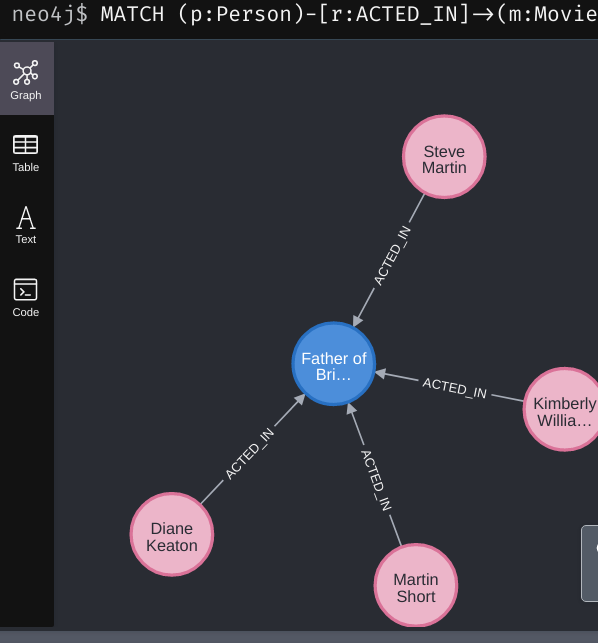 neo4j$ MATCH (p:Person)-[r:ACTED_IN]->(m:Movie
Graph
Table
Text
Code
Steve
Martin
ACTED_IN
Father of
Bri…
ACTED_IN
Kimberly
Willia…
ACTED_IN
ACTED_IN
Diane
Keaton
Martin
Short